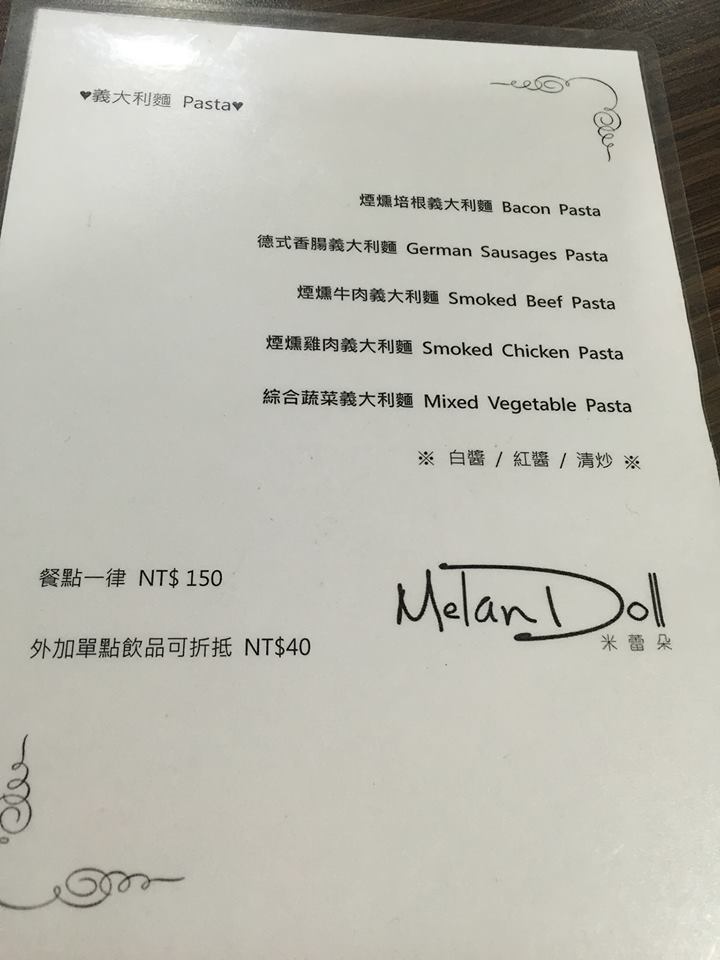 ♥義大利麵 Pasta♥
煙燻培根義大利麵 Bacon Pasta
德式香腸義大利麵 German Sausages Pasta
煙燻牛肉義大利麵 Smoked Beef Pasta
煙燻雞肉義大利麵 Smoked Chicken Pasta
綜合蔬菜義大利麵 Mixed Vegetable Pasta
※ 白醬 / 紅醬 / 清炒 ※
餐點一律 NT$ 150
Melan Doll
米蕾朵
外加單點飲品可折抵 NT$40